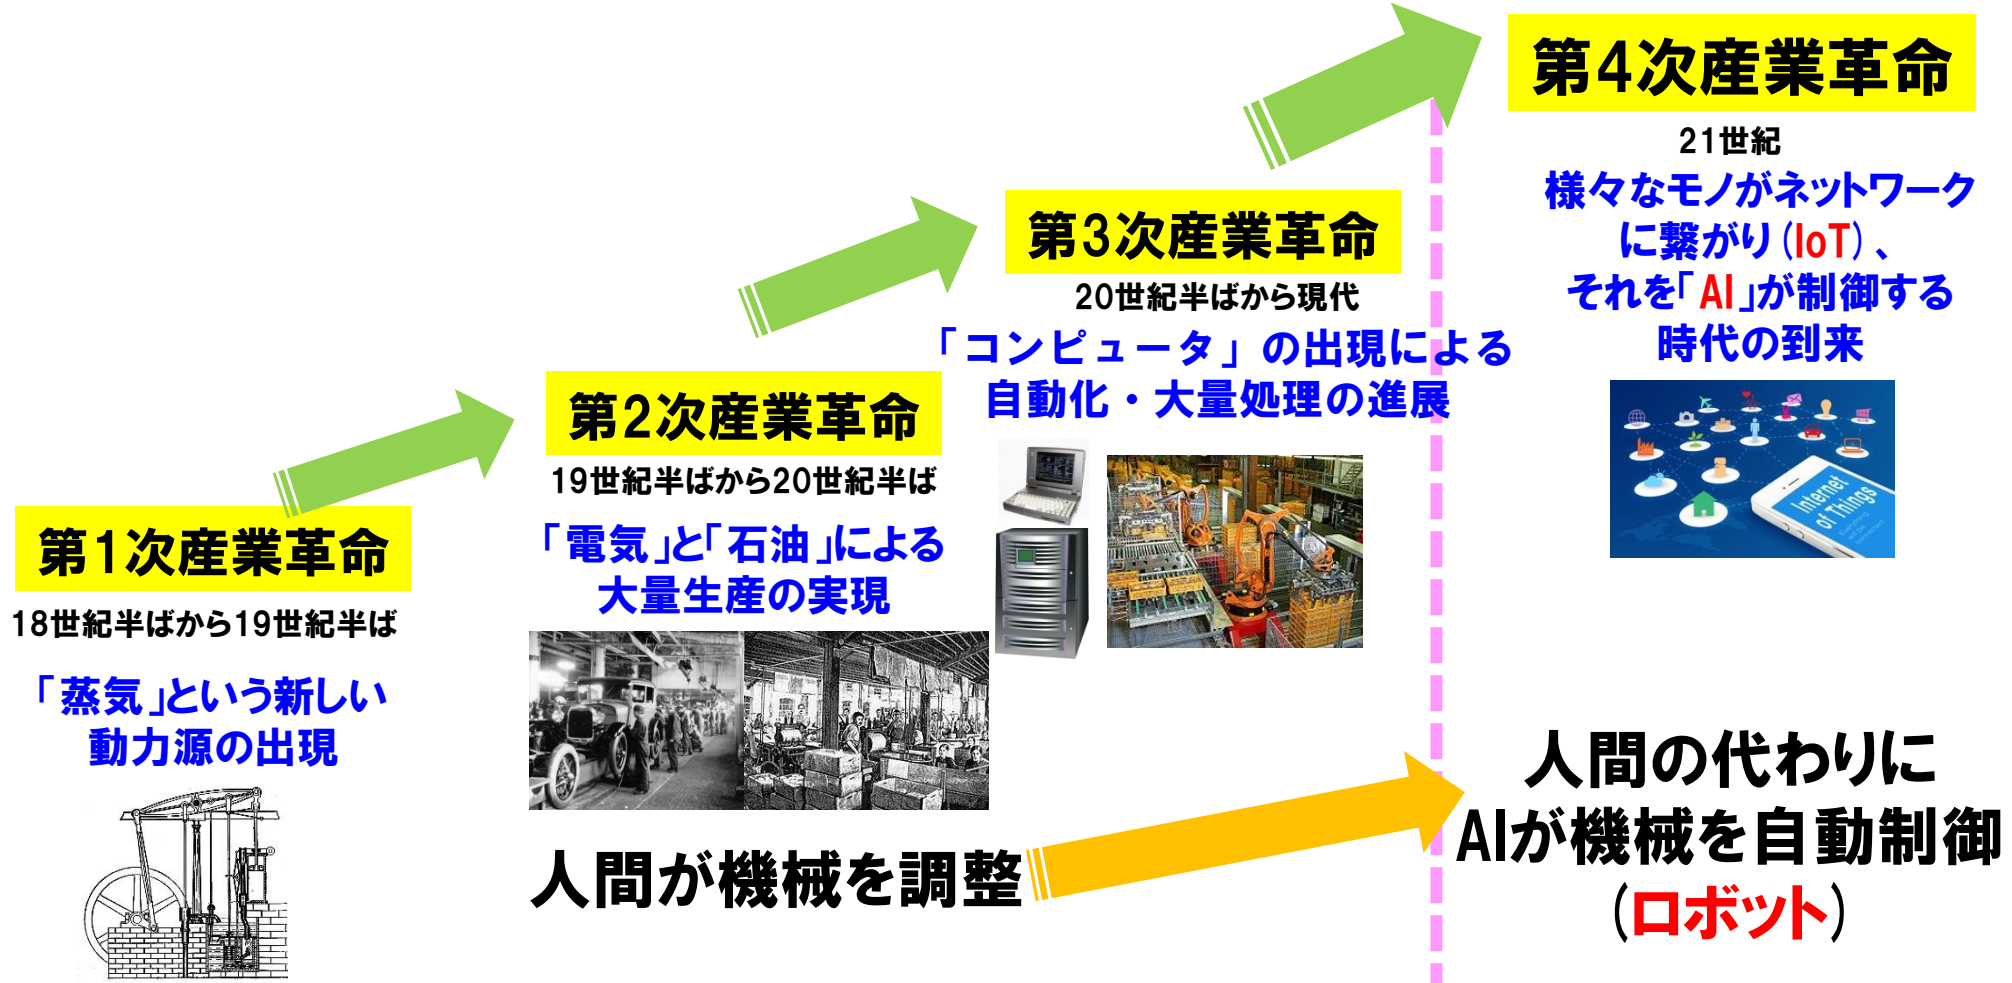 第1次産業革命
18世紀半ばから19世紀半ば
「蒸気」という新しい
動力源の出現
第2次産業革命
19世紀半ばから20世紀半ば
「電気」と「石油」による
大量生産の実現
第3次産業革命
20世紀半ばから現代
「コンピュータ」の出現による
自動化・大量処理の進展
第4次産業革命
21世紀
様々なモノがネットワーク
に繋がり(IoT)、
それを「AI」が制御する
時代の到来
Internet
of Things
人間が機械を調整
人間の代わりに
AIが機械を自動制御
(ロボット)